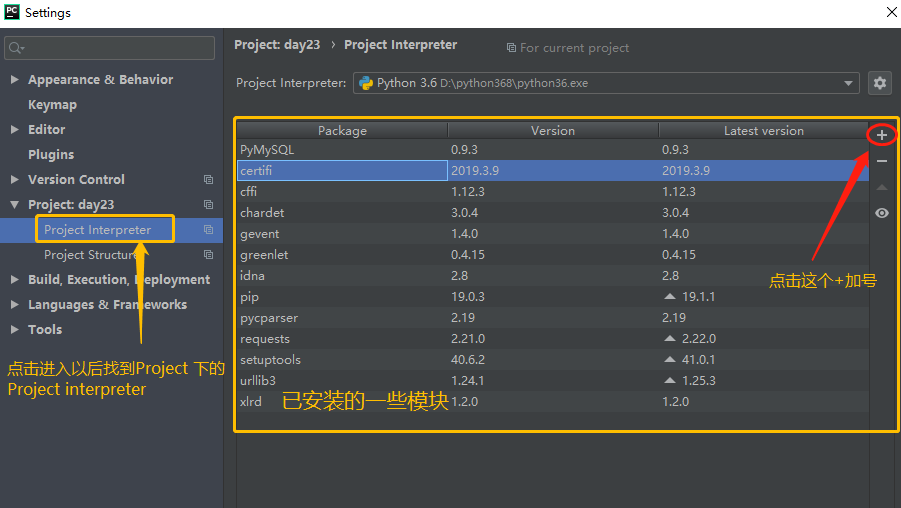 PC Settings
Project: day23 › Project Interpreter For current project
Appearance & Behavior
Keymap
Editor
Plugins
Version Control
Project: day23
Project Interpreter
Project Structure
Build, Execution, Deployment
Languages & Frameworks
Tools
点击进入以后找到Project 下的
Project interpreter
Project Interpreter: Python 3.6 D:\python368\python36.exe
Package Version Latest version
PyMySQL 0.9.3 0.9.3
certifi 2019.3.9 2019.3.9
cffi 1.12.3 1.12.3
chardet 3.0.4 3.0.4
gevent 1.4.0 1.4.0
greenlet 0.4.15 0.4.15
idna 2.8 2.8
pip 19.0.3 19.1.1
pycparser 2.19 2.19
requests 2.21.0 2.22.0
setuptools 40.6.2 41.0.1
urllib3 1.24.1 1.25.3
xlrd 1.2.0 1.2.0
已安装的一些模块
点击这个+加号